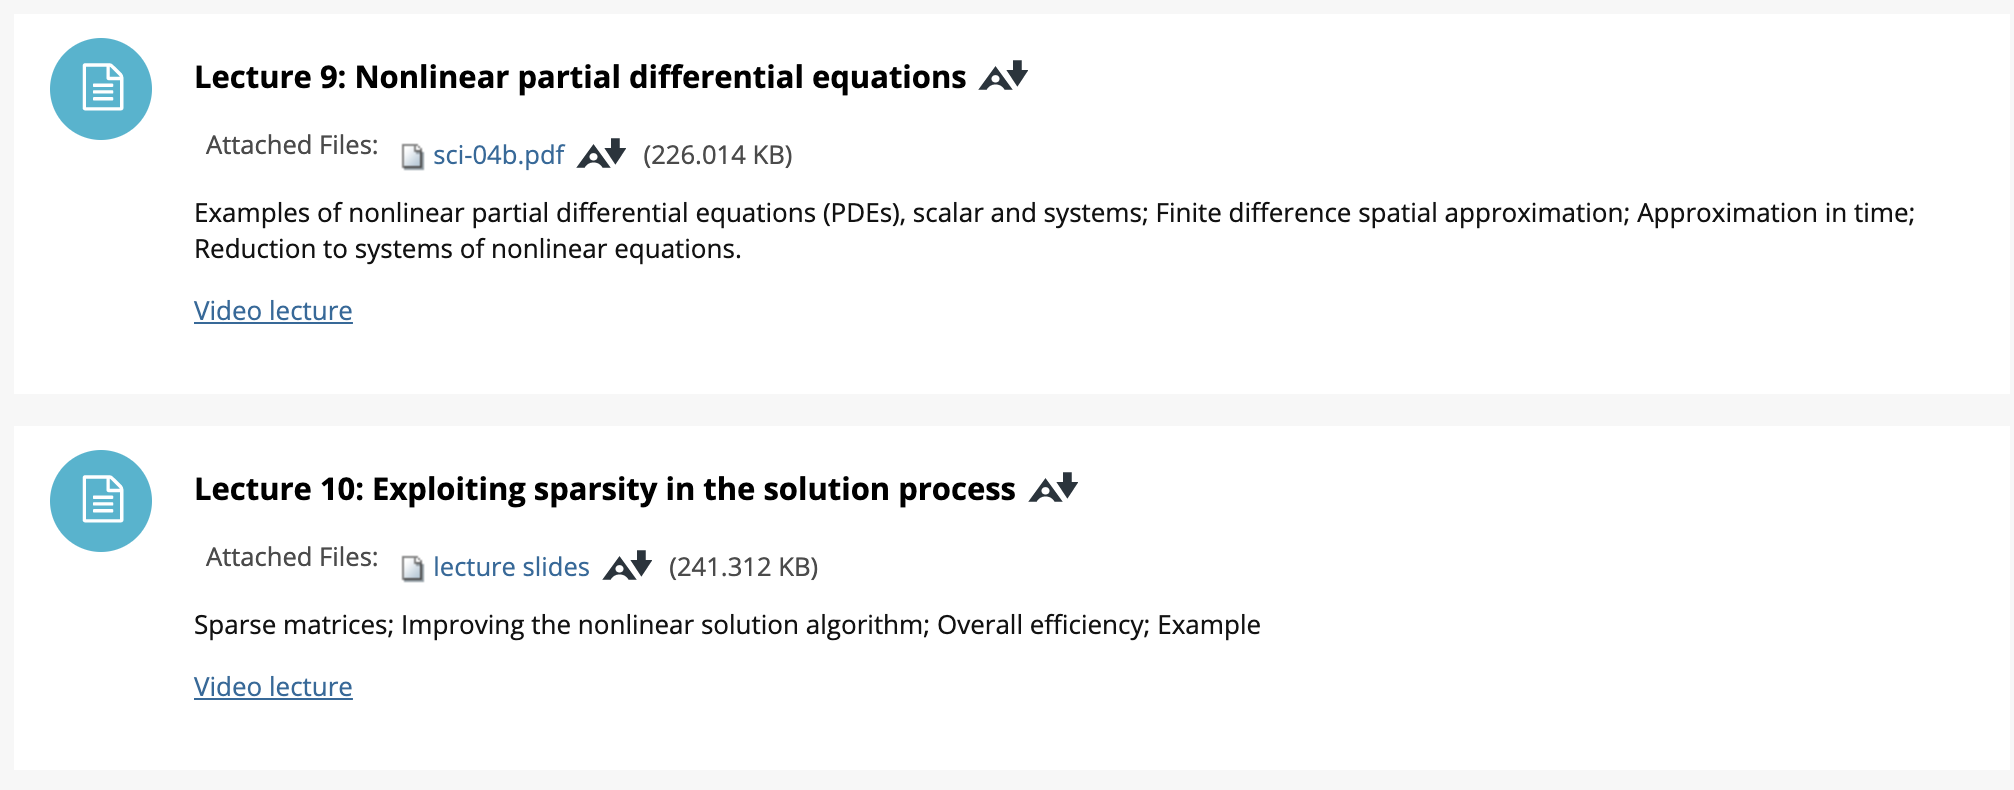 Lecture 9: Nonlinear partial differential equations
Attached Files: sci-04b.pdf (226.014 KB)
Examples of nonlinear partial differential equations (PDEs), scalar and systems; Finite difference spatial approximation; Approximation in time;
Reduction to systems of nonlinear equations.
Video lecture
Lecture 10: Exploiting sparsity in the solution process
Attached Files: lecture slides (241.312 KB)
Sparse matrices; Improving the nonlinear solution algorithm; Overall efficiency; Example
Video lecture